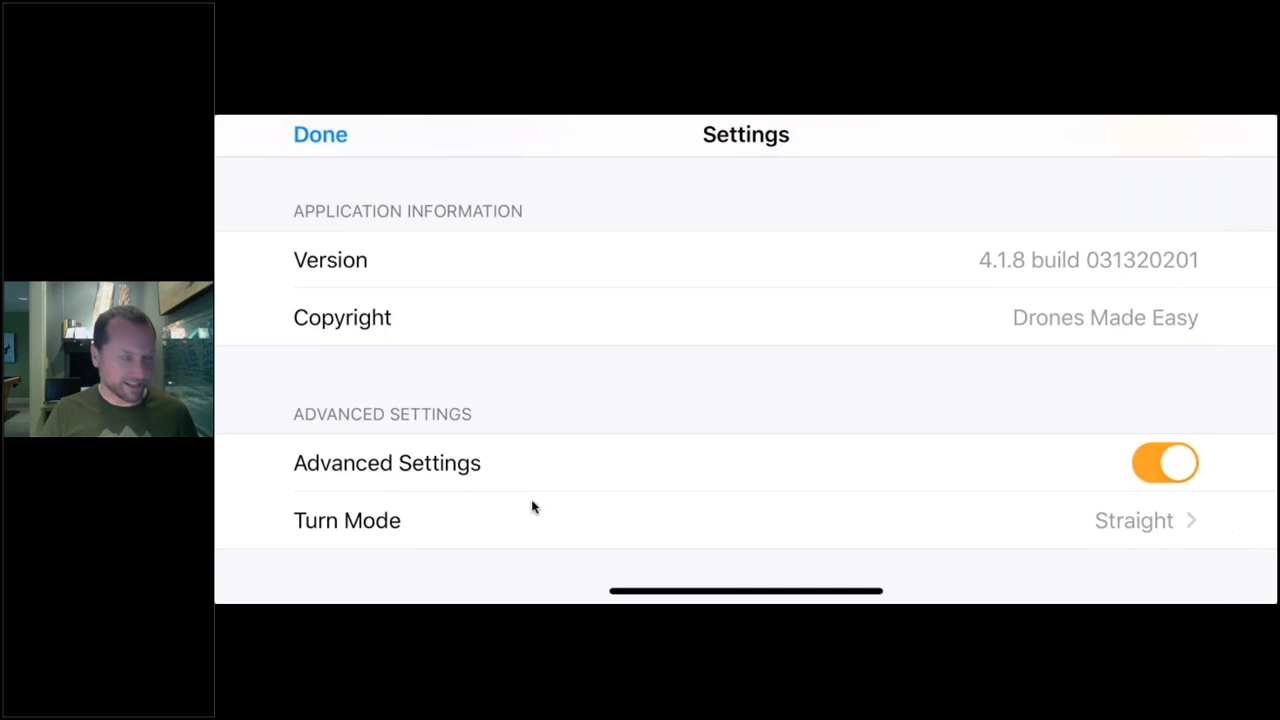 Done
Settings
APPLICATION INFORMATION
Version
4.1.8 build 031320201
Copyright
Drones Made Easy
ADVANCED SETTINGS
Advanced Settings
Turn Mode
Straight